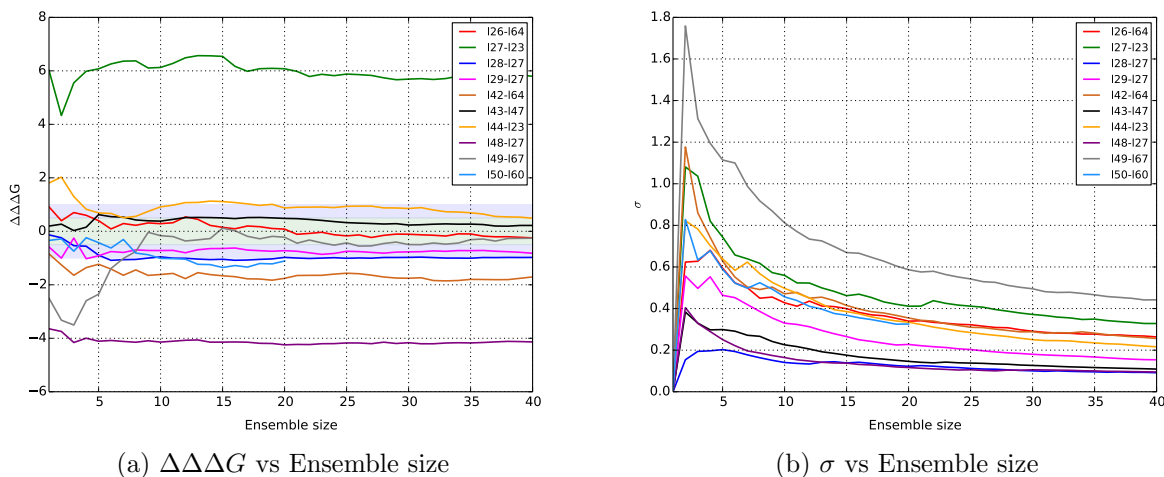 8
6
4
2
0
−2
−4
−6
ΔΔΔG
5 10 15 20 25 30 35 40
Ensemble size
I26-I64
I27-I23
I28-I27
I29-I27
I42-I64
I43-I47
I44-I23
I48-I27
I49-I67
I50-I60
(a) ΔΔΔG vs Ensemble size
1.8
1.6
1.4
1.2
1.0
0.8
0.6
0.4
0.2
0.0
σ
5 10 15 20 25 30 35 40
Ensemble size
I26-I64
I27-I23
I28-I27
I29-I27
I42-I64
I43-I47
I44-I23
I48-I27
I49-I67
I50-I60
(b) σ vs Ensemble size